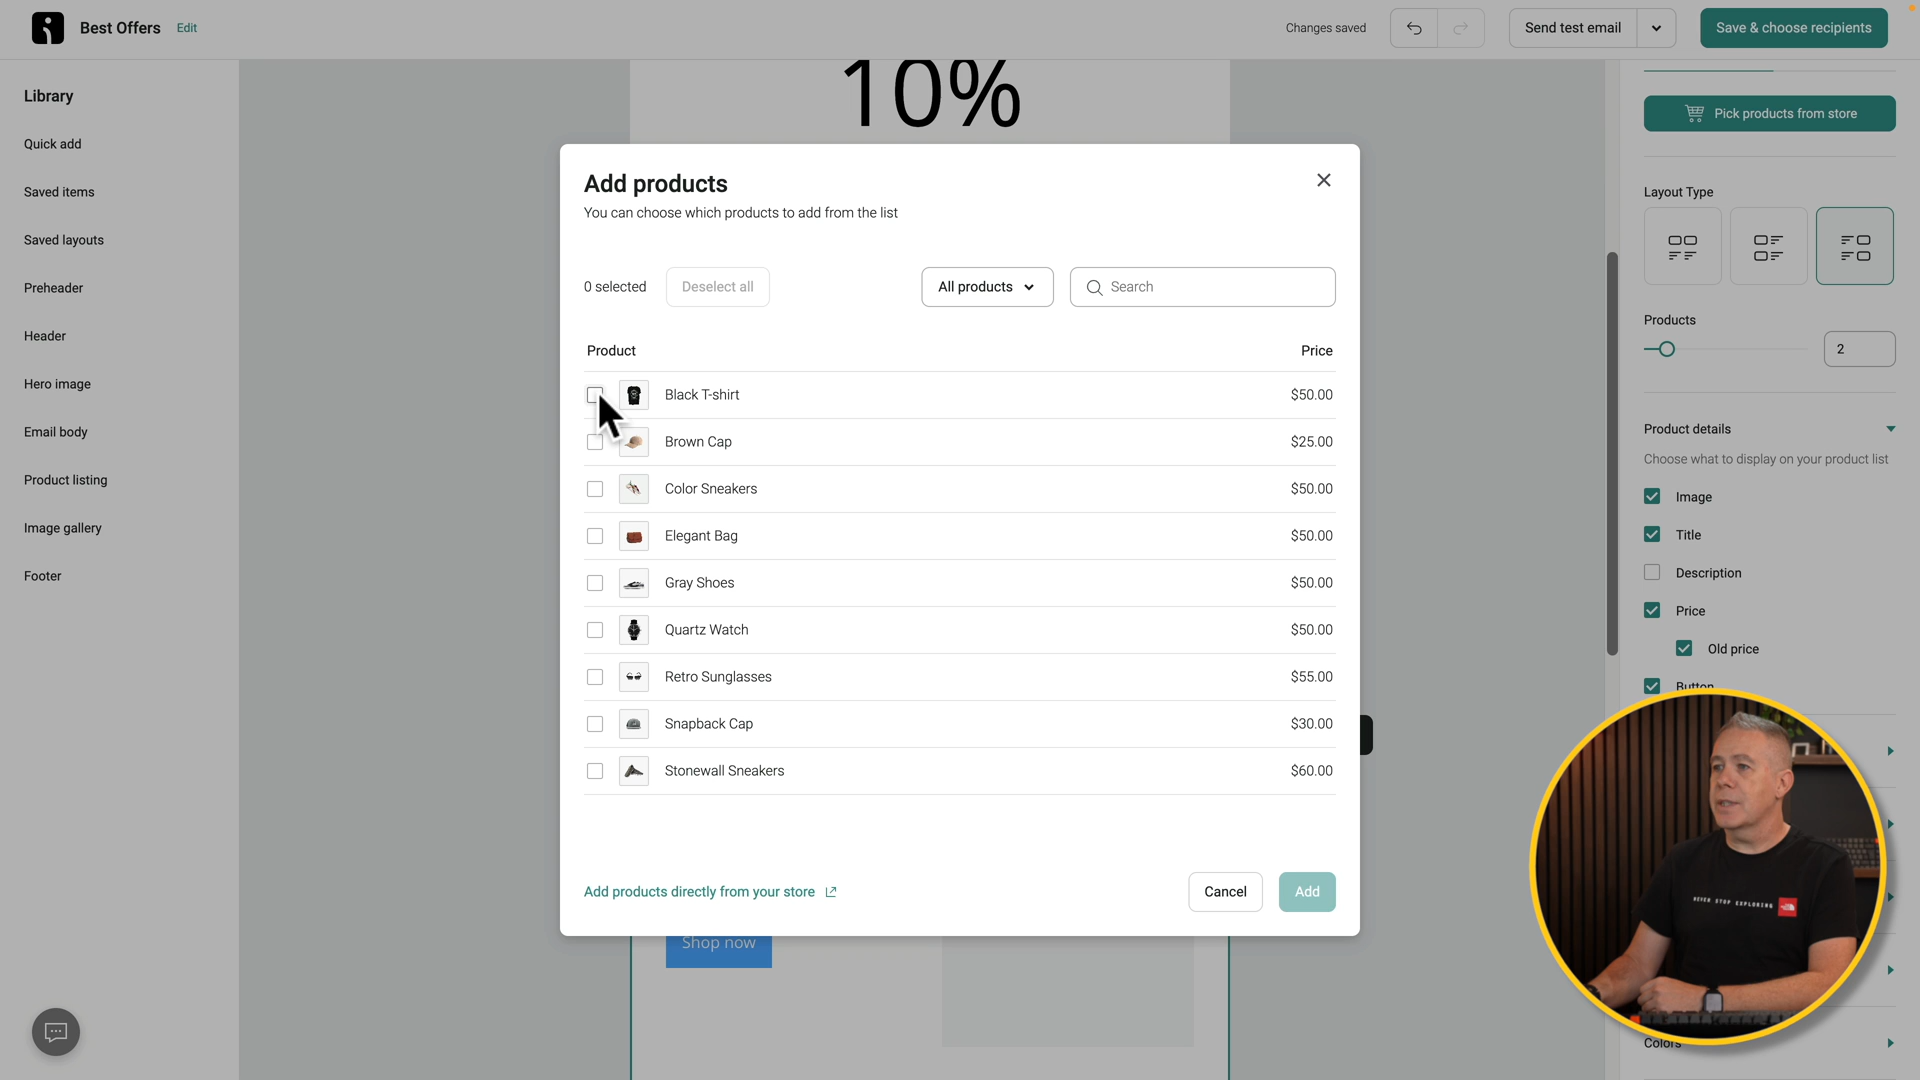 Best Offers
Edit
Changes saved
Send test email
Save & choose recipients
Library
Quick add
Saved items
Saved layouts
Preheader
Header
Hero image
Email body
Product listing
Image gallery
Footer
10%
Add products
You can choose which products to add from the list
0 selected
Deselect all
All products
Search
Product
Price
Black T-shirt
$50.00
Brown Cap
$25.00
Color Sneakers
$50.00
Elegant Bag
$50.00
Gray Shoes
$50.00
Quartz Watch
$50.00
Retro Sunglasses
$55.00
Snapback Cap
$30.00
Stonewall Sneakers
$60.00
Add products directly from your store
Cancel
Add
Shop now
Pick products from store
Layout Type
Products
2
Product details
Choose what to display on your product list
Image
Title
Description
Price
Old price
Button
NEVER STOP EXPLORING
Colors